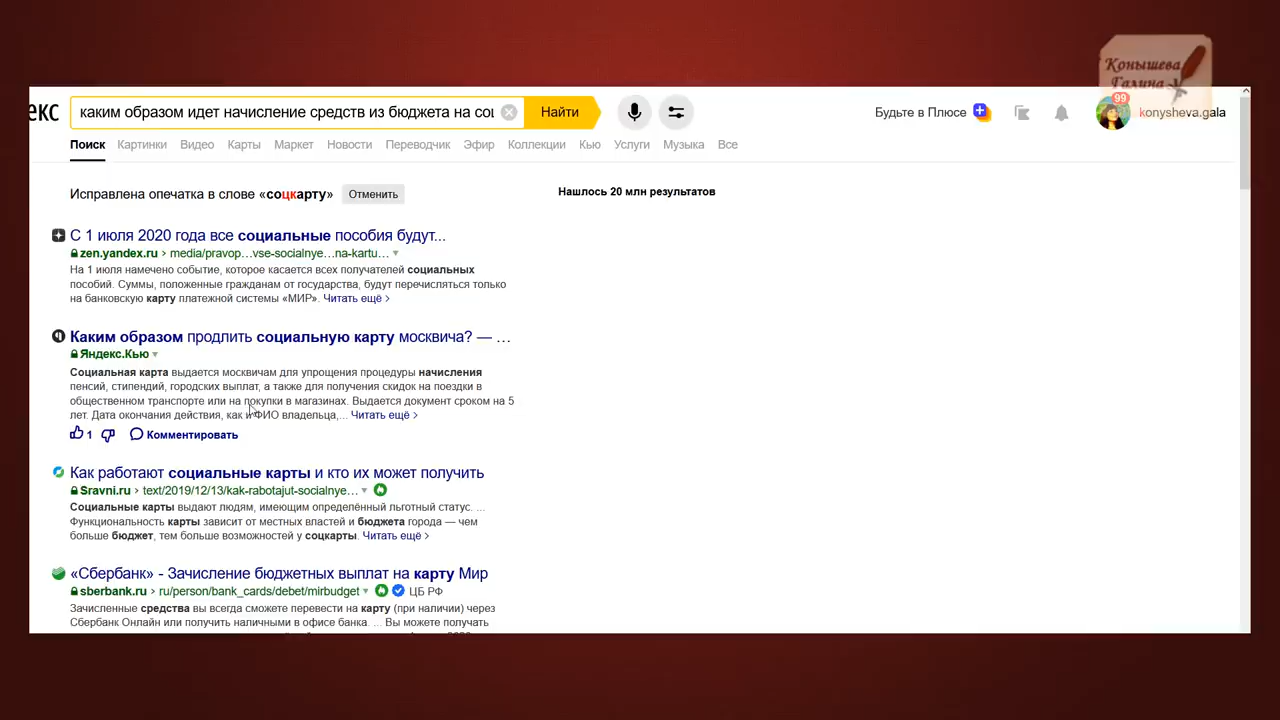 Конышева
Галина
екс
каким образом идет начисление средств из бюджета на соц
Найти
Будьте в Плюсе
99
konysheva.gala
Поиск Картинки Видео Карты Маркет Новости Переводчик Эфир Коллекции Кью Услуги Музыка Все
Исправлена опечатка в слове «соцкарту» Отменить
Нашлось 20 млн результатов
С 1 июля 2020 года все социальные пособия будут...
zen.yandex.ru › media/pravop…vse-socialnye…na-kartu…
На 1 июля намечено событие, которое касается всех получателей социальных
пособий. Суммы, положенные гражданам от государства, будут перечисляться только
на банковскую карту платежной системы «МИР». Читать ещё ›
Каким образом продлить социальную карту москвича? — …
Яндекс.Кью
Социальная карта выдается москвичам для упрощения процедуры начисления
пенсий, стипендий, городских выплат, а также для получения скидок на поездки в
общественном транспорте или на покупки в магазинах. Выдается документ сроком на 5
лет. Дата окончания действия, как и ФИО владельца,... Читать ещё ›
1 Комментировать
Как работают социальные карты и кто их может получить
Sravni.ru › text/2019/12/13/kak-rabotajut-socialnye…
Социальные карты выдают людям, имеющим определённый льготный статус. ...
Функциональность карты зависит от местных властей и бюджета города — чем
больше бюджет, тем больше возможностей у соцкарты. Читать ещё ›
«Сбербанк» - Зачисление бюджетных выплат на карту Мир
sberbank.ru › ru/person/bank_cards/debet/mirbudget ЦБ РФ
Зачисленные средства вы всегда сможете перевести на карту (при наличии) через
Сбербанк Онлайн или получить наличными в офисе банка. ... Вы можете получать